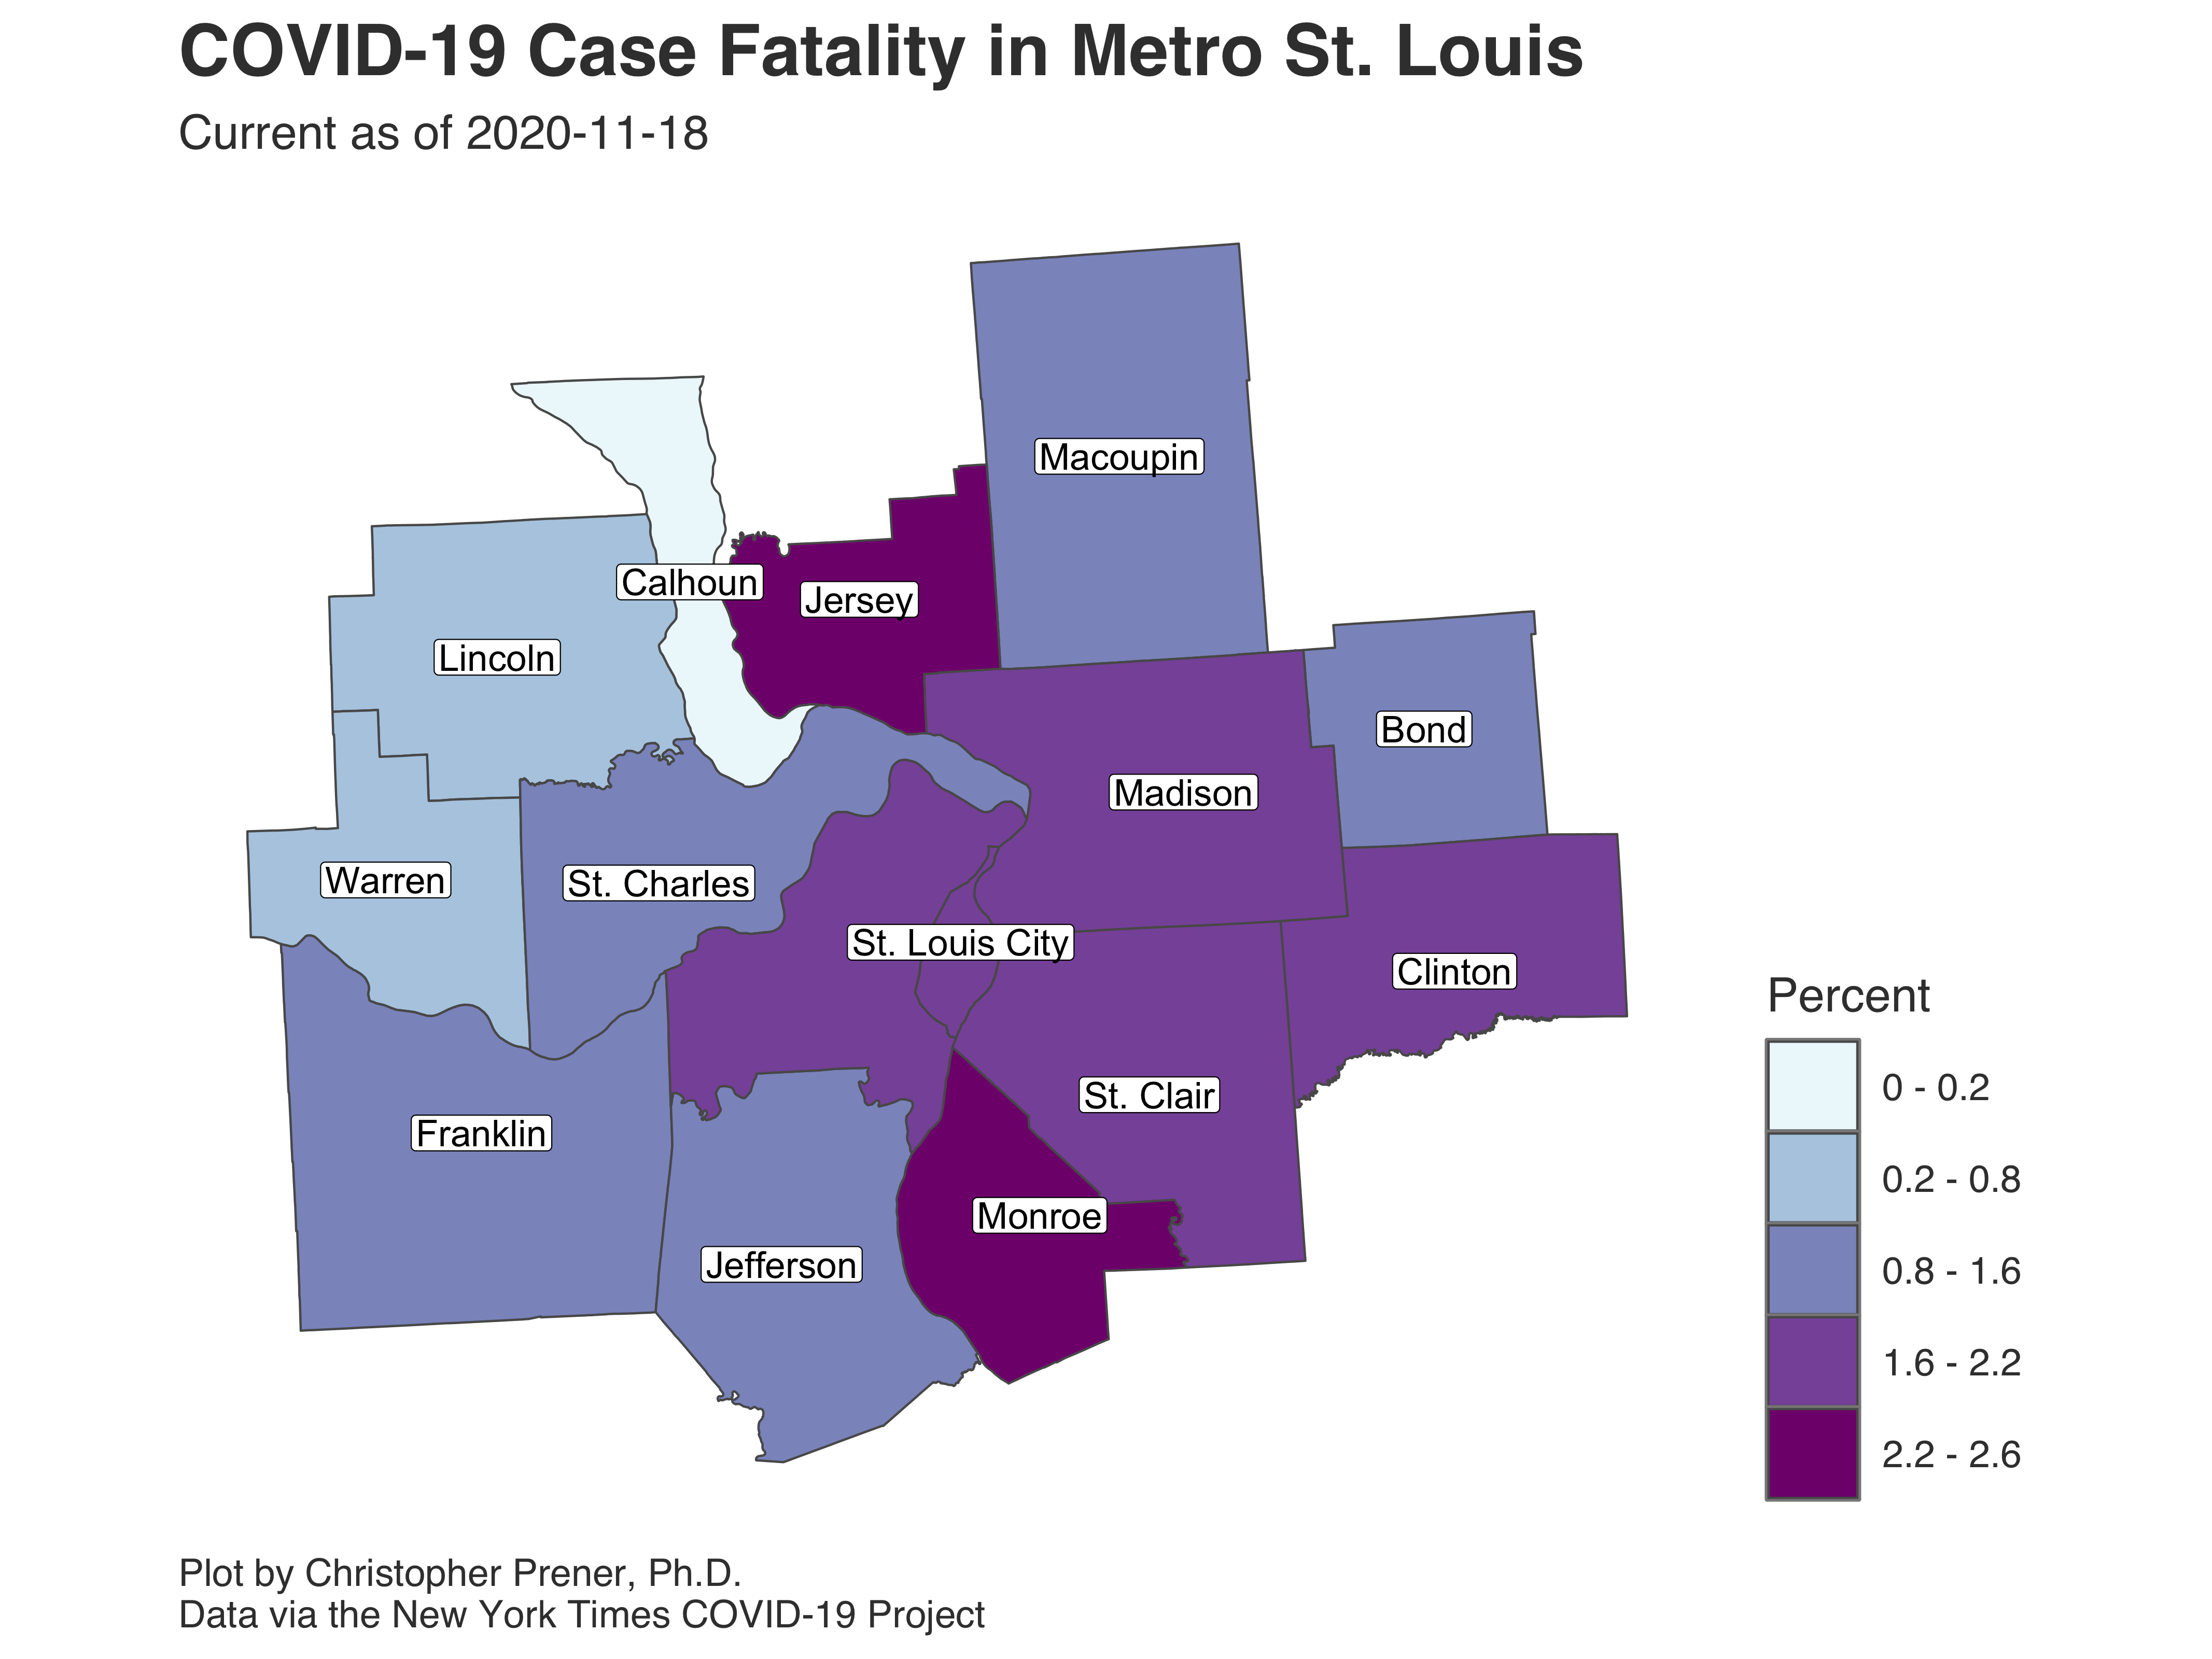 COVID-19 Case Fatality in Metro St. Louis
Current as of 2020-11-18
Macoupin
Calhoun
Jersey
Lincoln
Bond
Madison
Warren
St. Charles
St. Louis City
Clinton
St. Clair
Franklin
Monroe
Jefferson
Percent
0 - 0.2
0.2 - 0.8
0.8 - 1.6
1.6 - 2.2
2.2 - 2.6
Plot by Christopher Prener, Ph.D.
Data via the New York Times COVID-19 Project